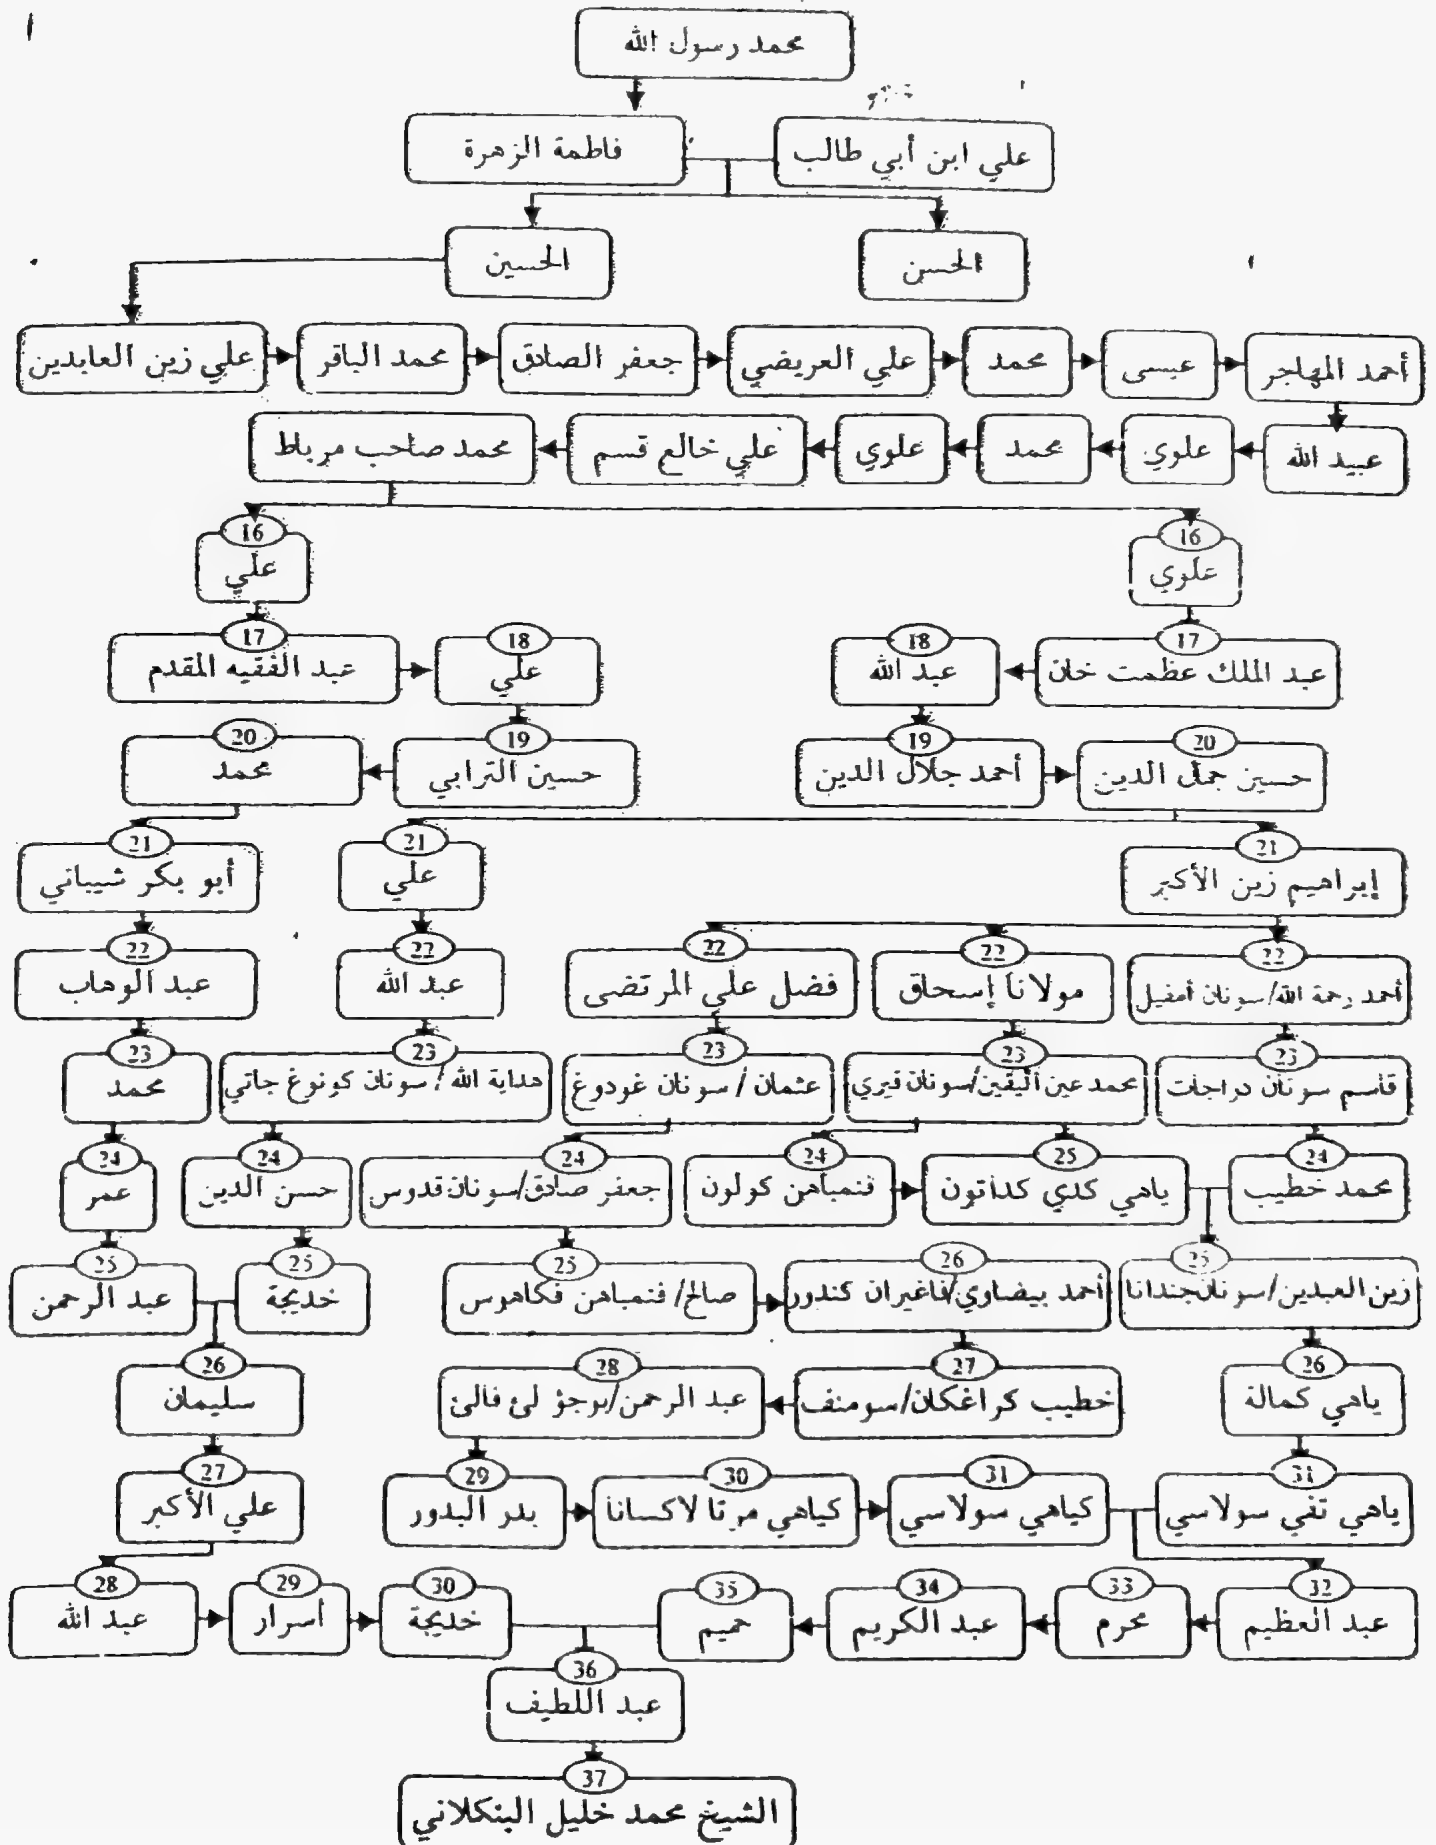 محمد رسول الله
علي ابن أبي طالب
فاطمة الزهرة
الحسن
الحسين
علي زين العابدين
محمد الباقر
جعفر الصادق
علي العريضي
محمد
عيسى
أحمد المهاجر
عبيد الله
علوي
محمد
علوي
علي خالع قسم
محمد صاحب مرباط
16
علوي
16
علي
17
عبد الملك عظمت خان
18
عبد الله
18
علي
17
عبد الفقيه المقدم
20
حسين جمال الدين
19
أحمد جلال الدين
19
حسين الترابي
20
محمد
21
إبراهيم زين الأكبر
21
علي
21
أبو بكر شيباني
22
أحمد رحمة الله/سونان أمفيل
22
مولانا إسحاق
22
فضل علي المرتضى
22
عبد الله
22
عبد الوهاب
23
قاسم سونان دراجات
23
محمد عين اليقين/سونان قيري
23
عثمان / سونان غودوغ
23
هداية الله / سونان كونوغ جاتي
23
محمد
24
محمد خطيب
25
ياهي كدي كداتون
24
فنمباهن كولون
24
جعفر صادق/سونان قدوس
24
حسن الدين
24
عمر
25
زين العبدين/سونان جندانا
26
أحمد بيضاوي/فاغيران كندور
25
صالح/ فنمباهن فكاهوس
25
خديجة
25
عبد الرحمن
26
ياهي كمالة
27
خطيب كراغكان/سومنف
28
عبد الرحمن/بوجؤ لئ فالئ
26
سليمان
31
ياهي تفي سولاسي
31
كياهي سولاسي
30
كياهي مرتا لاكسانا
29
بدر البدور
27
علي الأكبر
32
عبد العظيم
33
محرم
34
عبد الكريم
35
حميم
30
خديجة
29
أسرار
28
عبد الله
36
عبد اللطيف
37
الشيخ محمد خليل البنكلاني